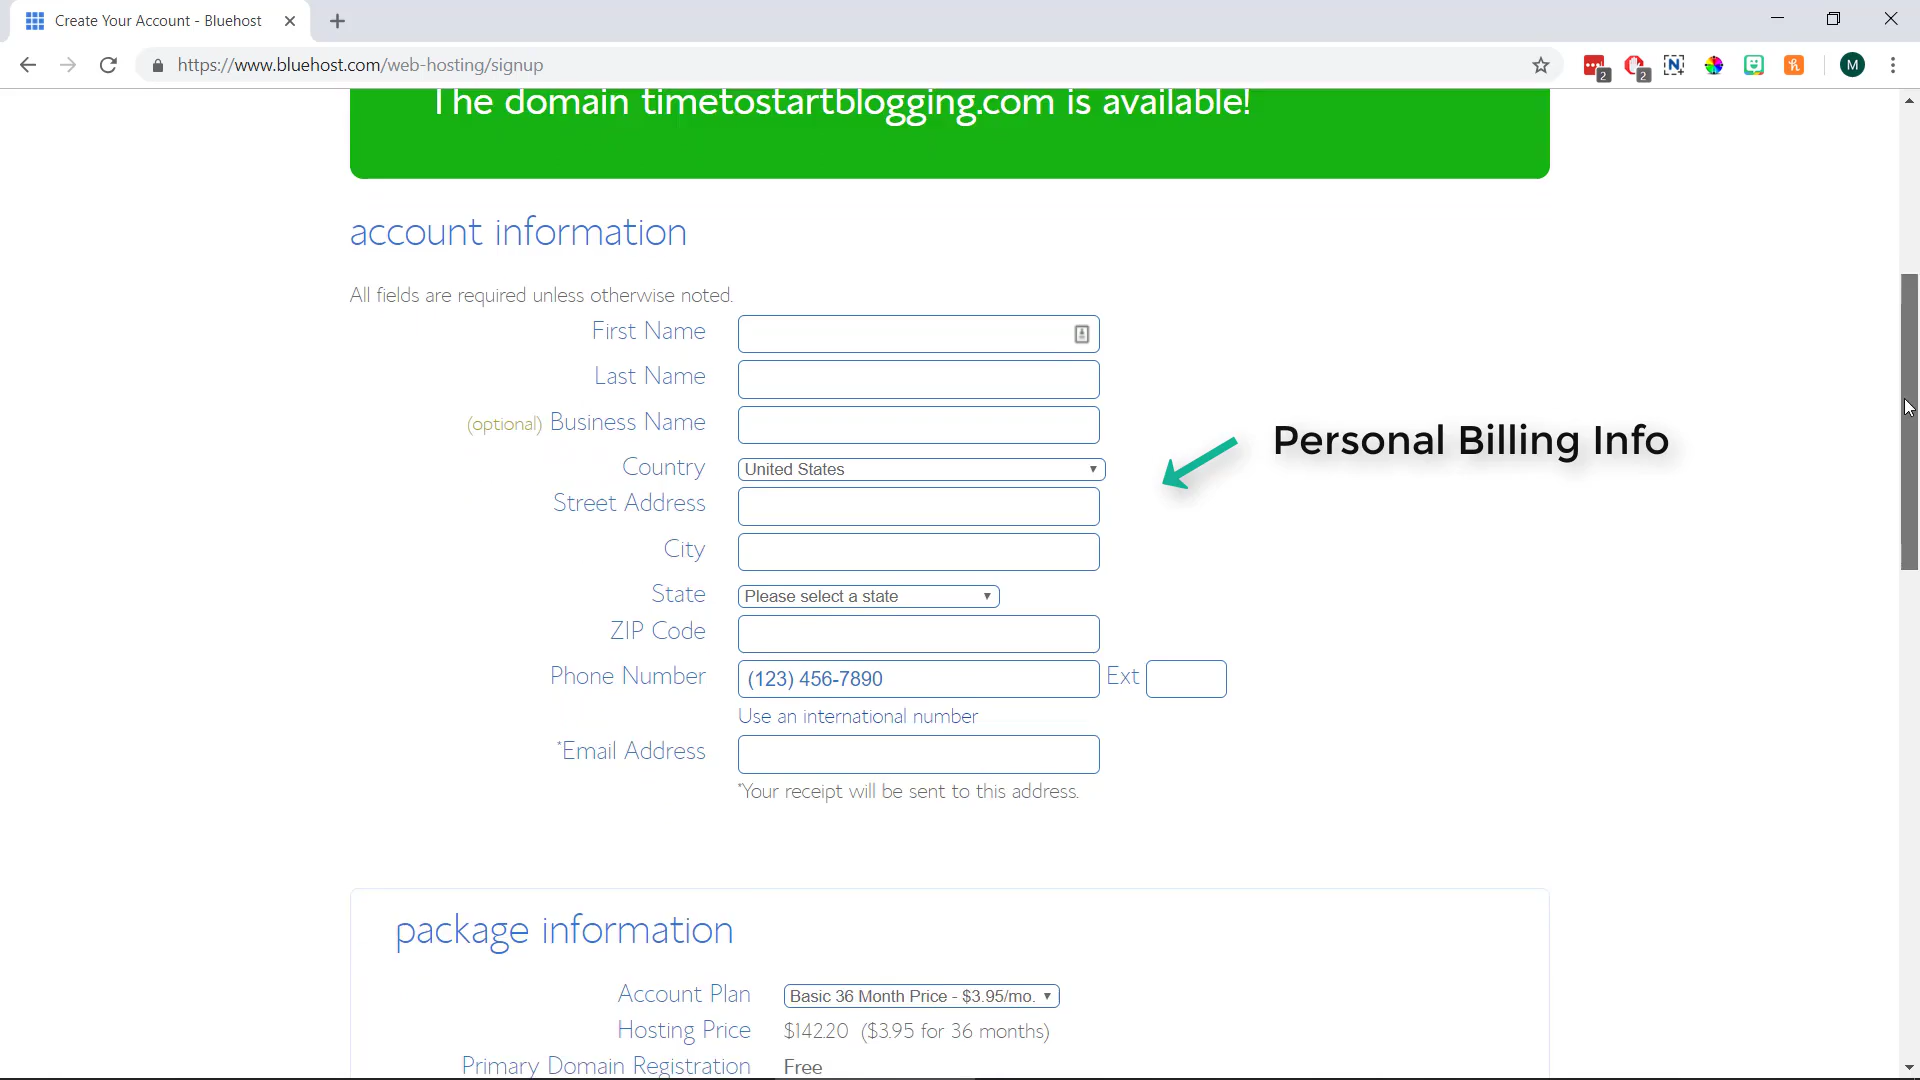 Create Your Account - Bluehost
https://www.bluehost.com/web-hosting/signup
2
2
N
h
M
The domain timetostartblogging.com is available!
account information
All fields are required unless otherwise noted.
First Name
Last Name
(optional) Business Name
Country United States
Street Address
City
State Please select a state
ZIP Code
Phone Number (123) 456-7890 Ext
Use an international number
*Email Address
*Your receipt will be sent to this address.
Personal Billing Info
package information
Account Plan Basic 36 Month Price - $3.95/mo.
Hosting Price $142.20 ($3.95 for 36 months)
Primary Domain Registration Free